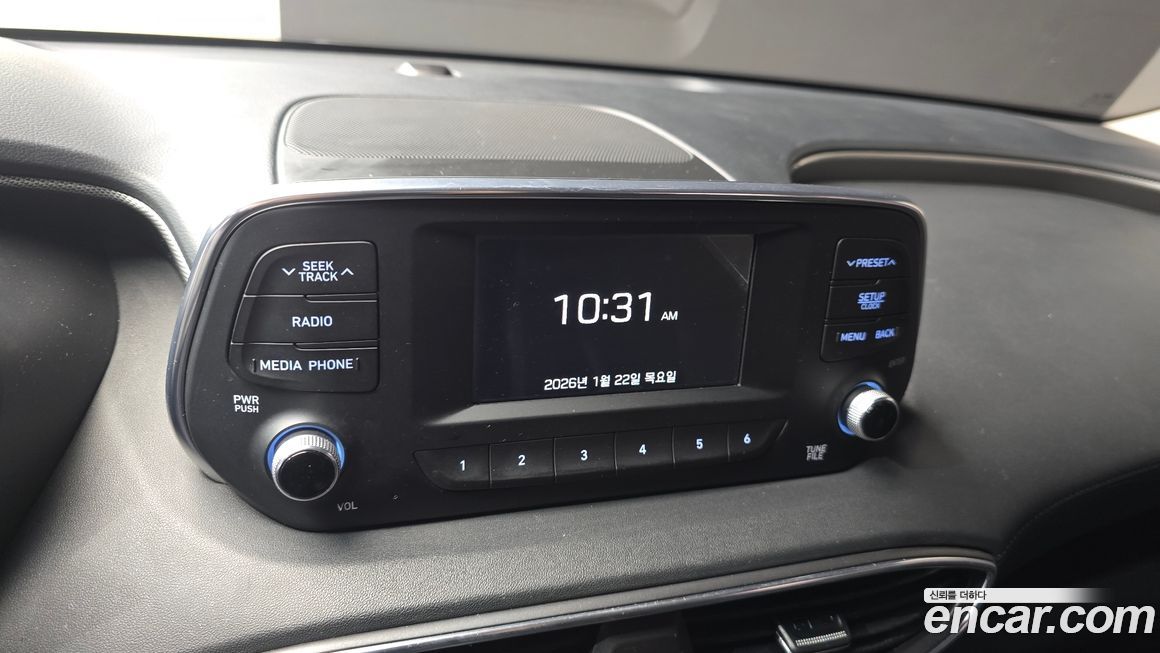 SEEK
TRACK
RADIO
MEDIA PHONE
PWR
PUSH
VOL
10:31 AM
2026년 1월 22일 목요일
1 2 3 4 5 6
PRESET
SETUP
CLOCK
MENU BACK
ENTER
TUNE
FILE
신뢰를 더하다
encar.com